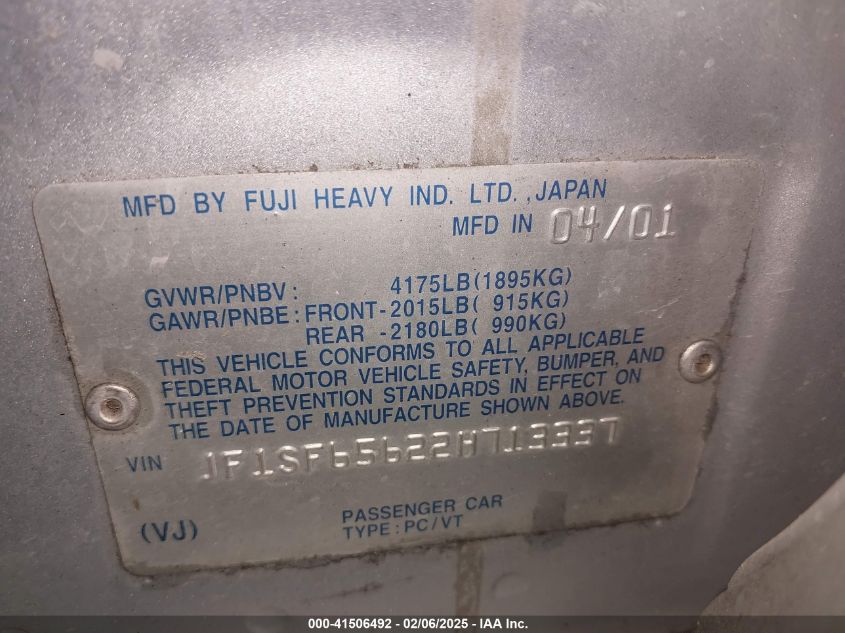 MFD BY FUJI HEAVY IND. LTD., JAPAN
MFD IN 04/01
GVWR/PNBV: 4175LB(1895KG)
GAWR/PNBE: FRONT-2015LB( 915KG)
REAR -2180LB( 990KG)
THIS VEHICLE CONFORMS TO ALL APPLICABLE
FEDERAL MOTOR VEHICLE SAFETY, BUMPER, AND
THEFT PREVENTION STANDARDS IN EFFECT ON
THE DATE OF MANUFACTURE SHOWN ABOVE.
VIN JF1SF65622H713337
(VJ) PASSENGER CAR
TYPE: PC/VT
000-41506492 - 02/06/2025 - IAA Inc.